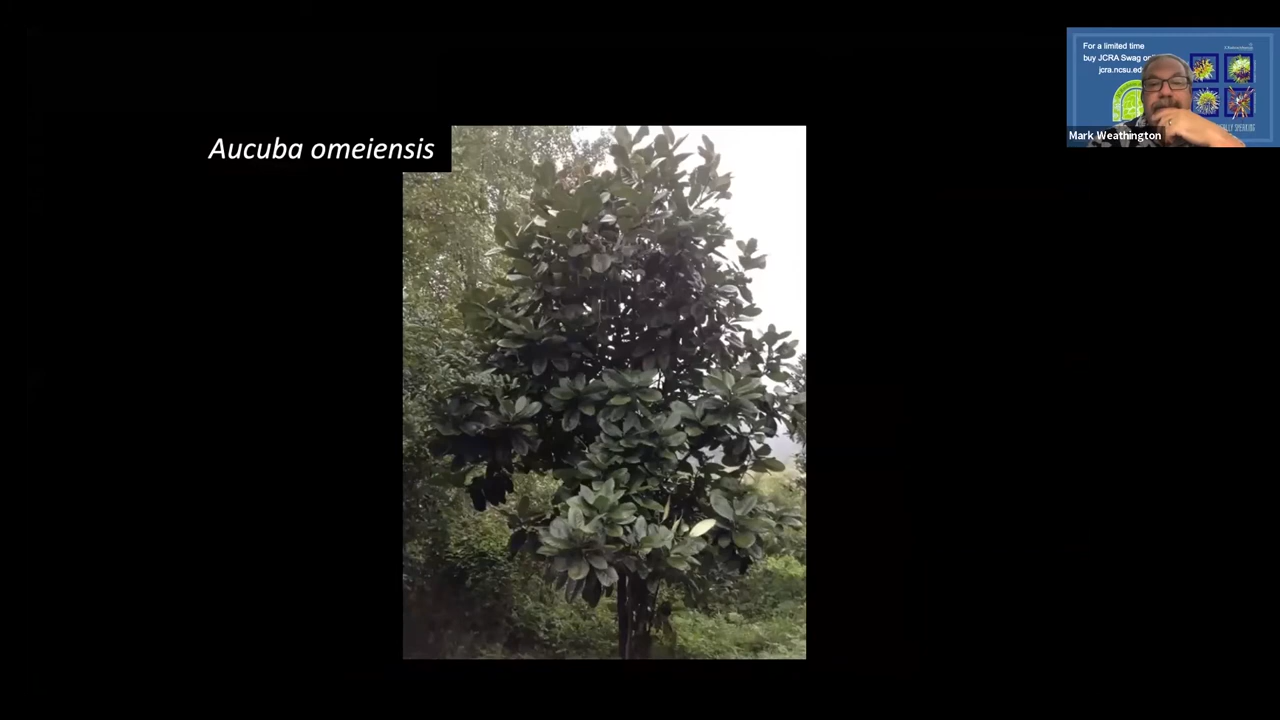 Aucuba omeiensis
For a limited time
buy JCRA Swag
jcra.ncsu.ed
Mark Weathington